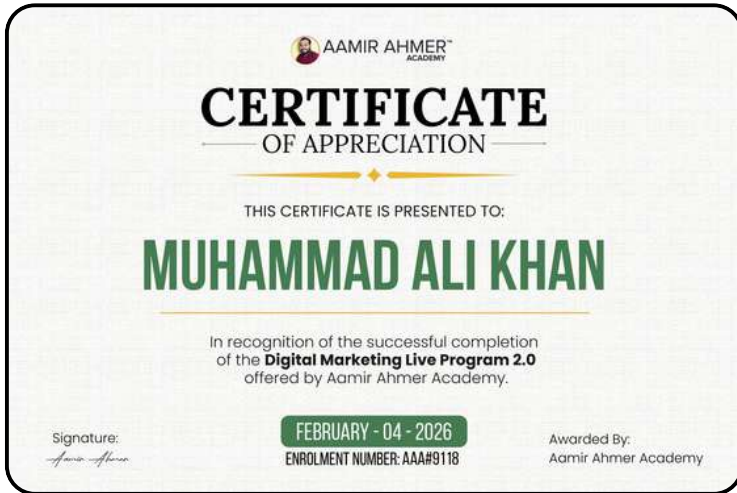 AAMIR AHMER™
ACADEMY
CERTIFICATE
OF APPRECIATION
THIS CERTIFICATE IS PRESENTED TO:
MUHAMMAD ALI KHAN
In recognition of the successful completion
of the Digital Marketing Live Program 2.0
offered by Aamir Ahmer Academy.
Signature:
Aamir Ahmer
FEBRUARY - 04 - 2026
ENROLMENT NUMBER: AAA#9118
Awarded By:
Aamir Ahmer Academy